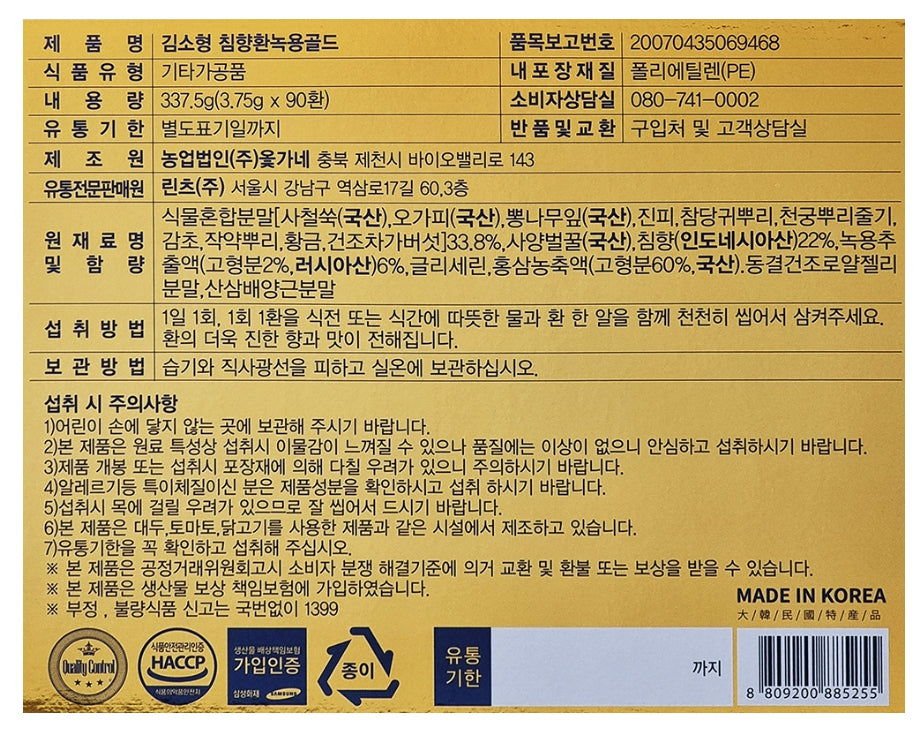 제품명 김소형 침향환녹용골드 품목보고번호 20070435069468
식품유형 기타가공품 내포장재질 폴리에틸렌(PE)
내용량 337.5g(3.75g x 90환) 소비자상담실 080-741-0002
유통기한 별도표기일까지 반품및교환 구입처 및 고객상담실
제조원 농업법인(주)옻가네 충북 제천시 바이오밸리로 143
유통전문판매원 린츠(주) 서울시 강남구 역삼로17길 60,3층
원재료명 및 함량
식물혼합분말[사철쑥(국산),오가피(국산),뽕나무잎(국산),진피,참당귀뿌리,천궁뿌리줄기,
감초,작약뿌리,황금,건조차가버섯]33.8%,사양벌꿀(국산),침향(인도네시아산)22%,녹용추
출액(고형분2%,러시아산)6%,글리세린,홍삼농축액(고형분60%,국산).동결건조로얄젤리
분말,산삼배양근분말
섭취방법 1일 1회, 1회 1환을 식전 또는 식간에 따뜻한 물과 환 한 알을 함께 천천히 씹어서 삼켜주세요.
환의 더욱 진한 향과 맛이 전해집니다.
보관방법 습기와 직사광선을 피하고 실온에 보관하십시오.
섭취 시 주의사항
1)어린이 손에 닿지 않는 곳에 보관해 주시기 바랍니다.
2)본 제품은 원료 특성상 섭취시 이물감이 느껴질 수 있으나 품질에는 이상이 없으니 안심하고 섭취하시기 바랍니다.
3)제품 개봉 또는 섭취시 포장재에 의해 다칠 우려가 있으니 주의하시기 바랍니다.
4)알레르기등 특이체질이신 분은 제품성분을 확인하시고 섭취 하시기 바랍니다.
5)섭취시 목에 걸릴 우려가 있으므로 잘 씹어서 드시기 바랍니다.
6)본 제품은 대두,토마토,닭고기를 사용한 제품과 같은 시설에서 제조하고 있습니다.
7)유통기한을 꼭 확인하고 섭취해 주십시오.
※ 본 제품은 공정거래위원회고시 소비자 분쟁 해결기준에 의거 교환 및 환불 또는 보상을 받을 수 있습니다.
※ 본 제품은 생산물 보상 책임보험에 가입하였습니다.
※ 부정 , 불량식품 신고는 국번없이 1399
MADE IN KOREA
大/韓/民/國/特/産/品
Quality Control
식품안전관리인증
HACCP
식품의약품안전처
생산물 배상책임보험
가입인증
삼성화재 SAMSUNG
종이
유통
기한
까지
8 809200 885255